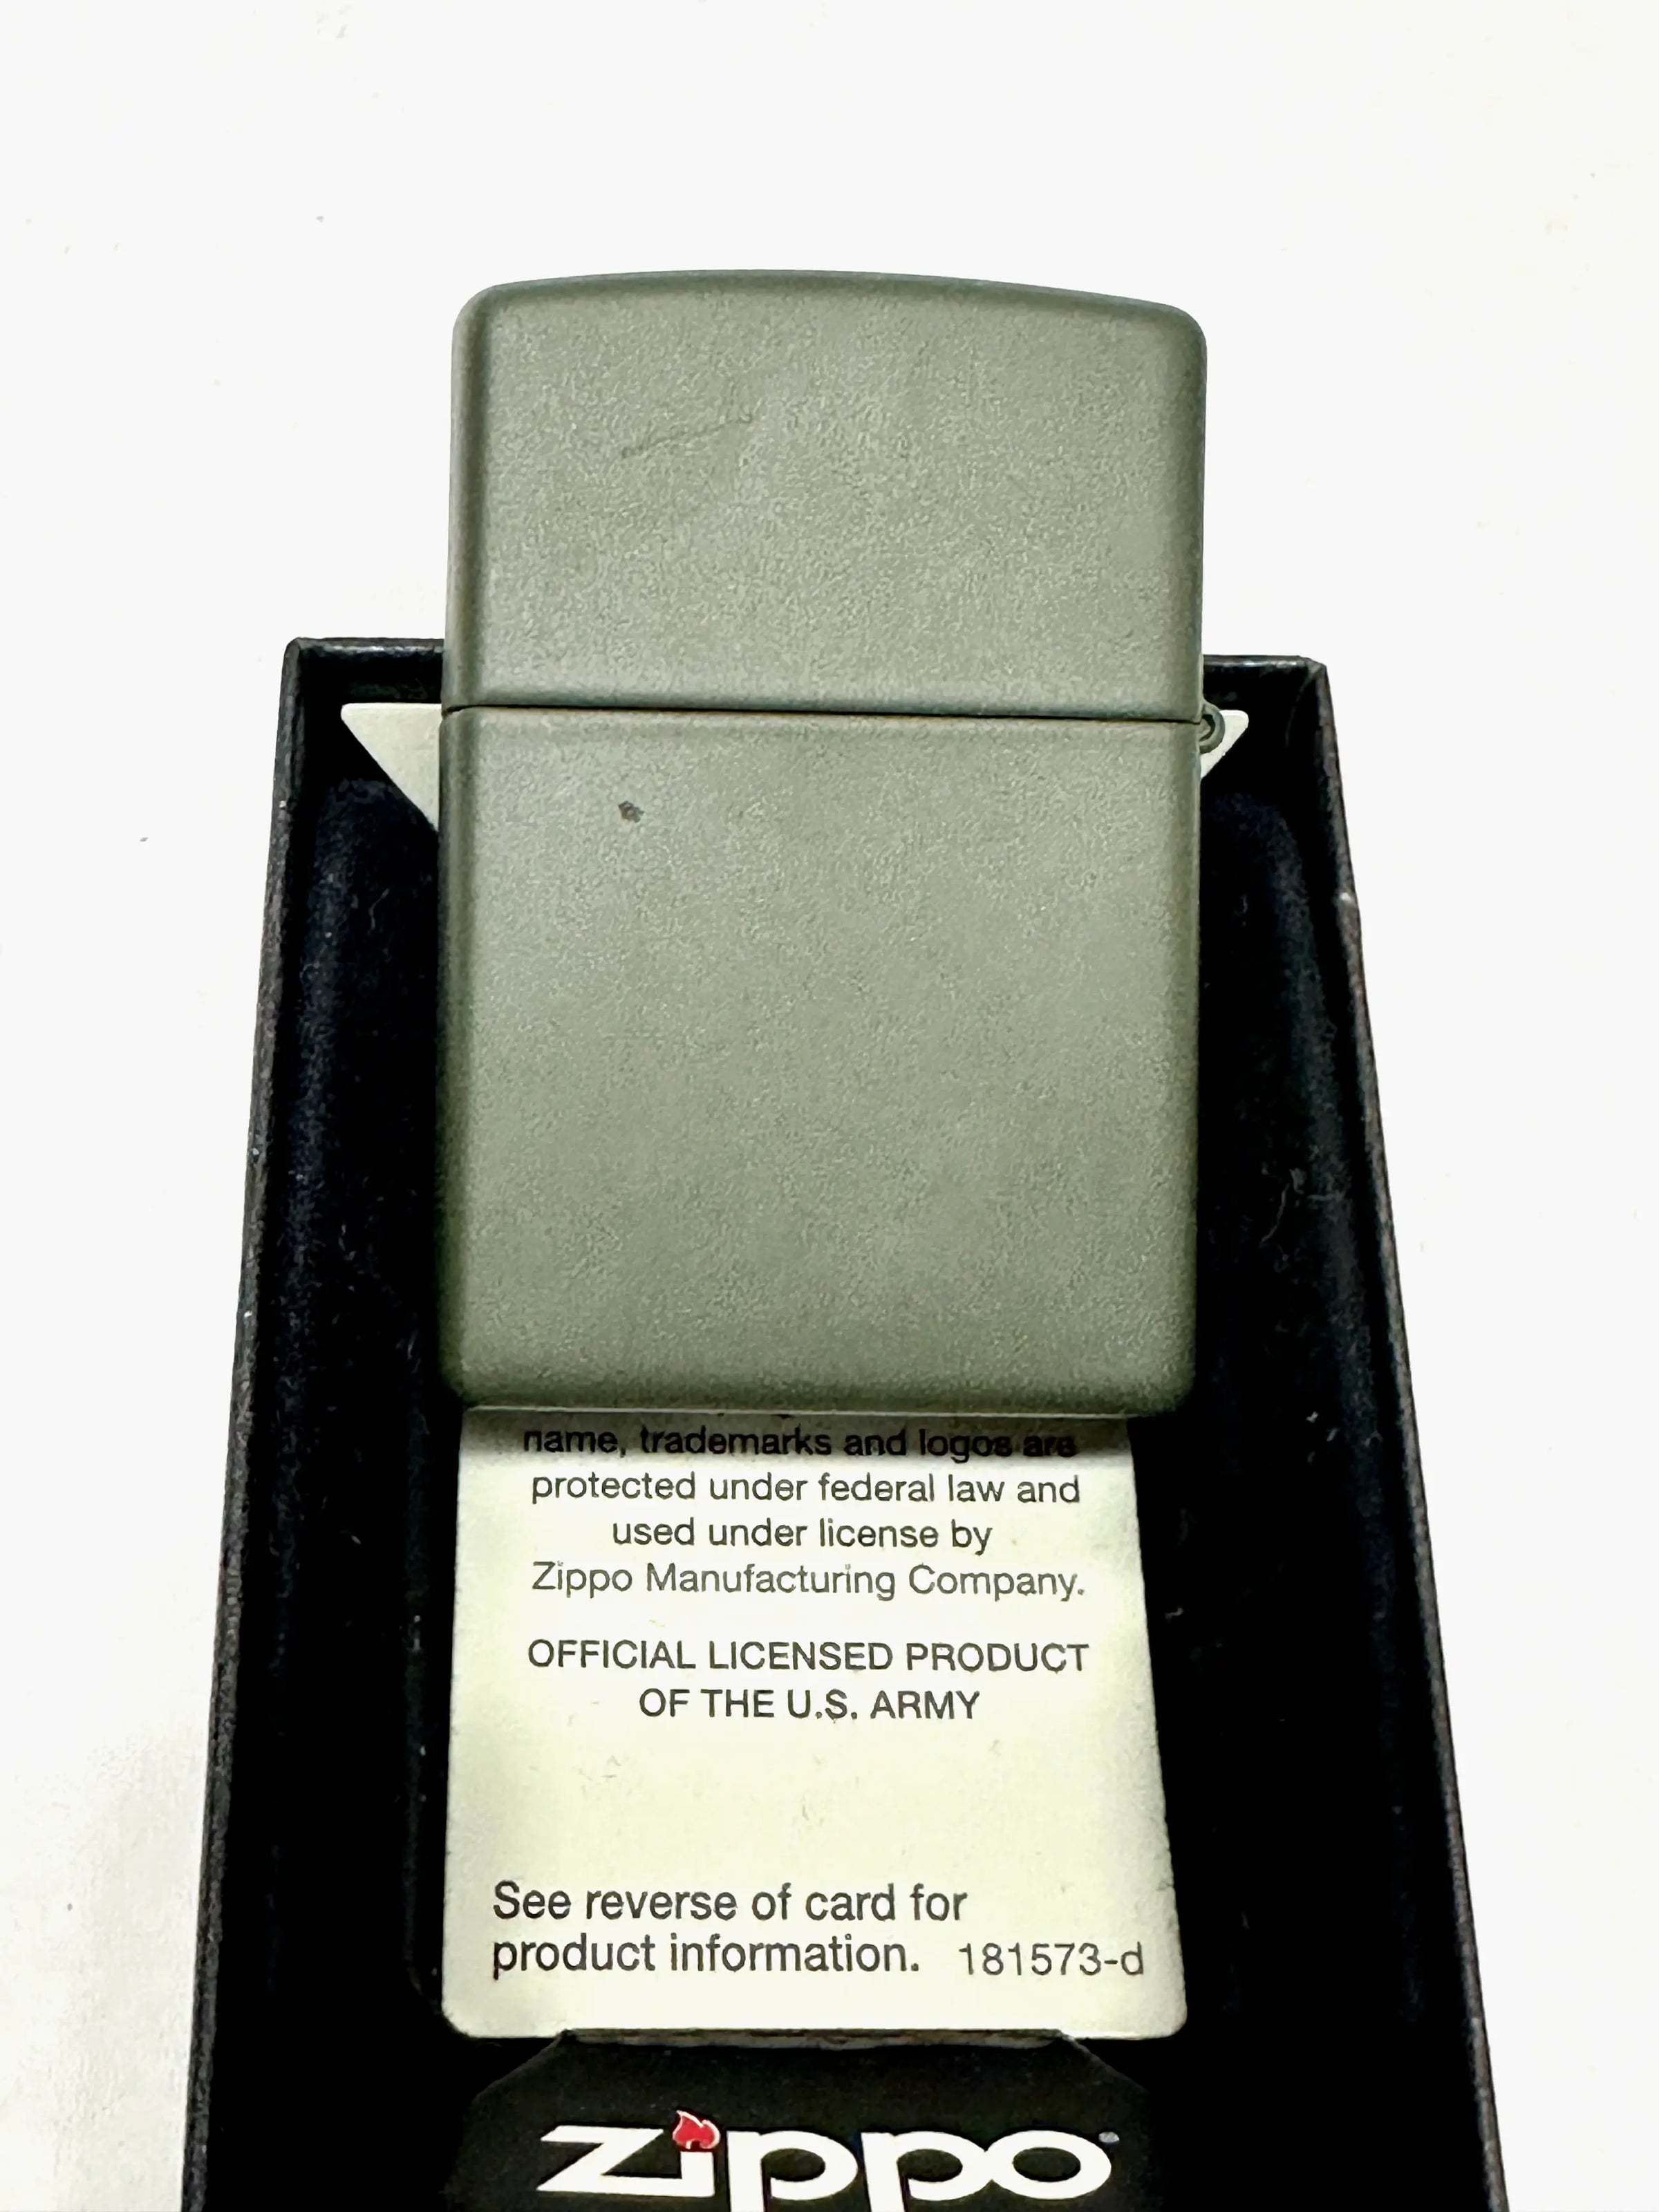 name, trademarks and logos are
protected under federal law and
used under license by
Zippo Manufacturing Company.
OFFICIAL LICENSED PRODUCT
OF THE U.S. ARMY
See reverse of card for
product information. 181573-d
zippo